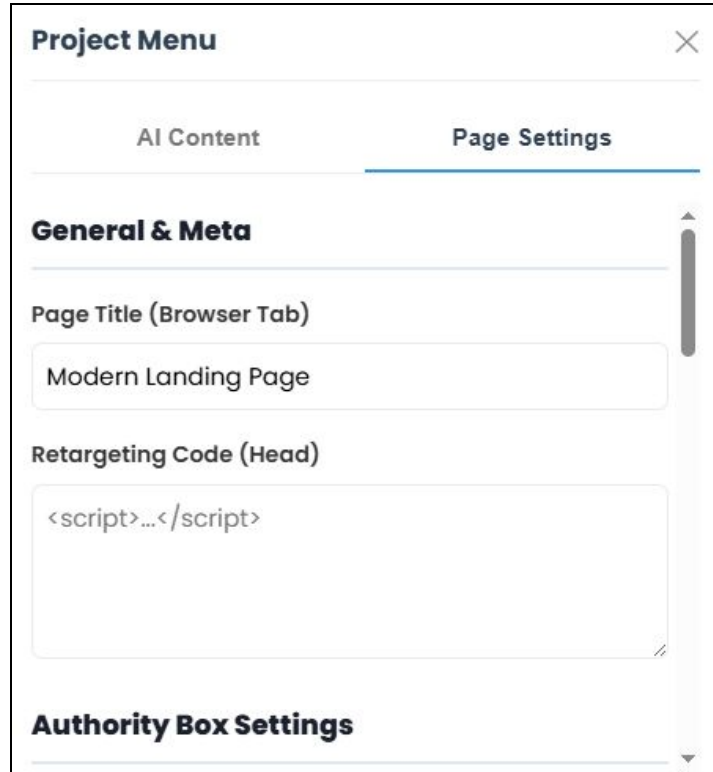 Project Menu
AI Content
Page Settings
General & Meta
Page Title (Browser Tab)
Modern Landing Page
Retargeting Code (Head)
<script>...</script>
Authority Box Settings